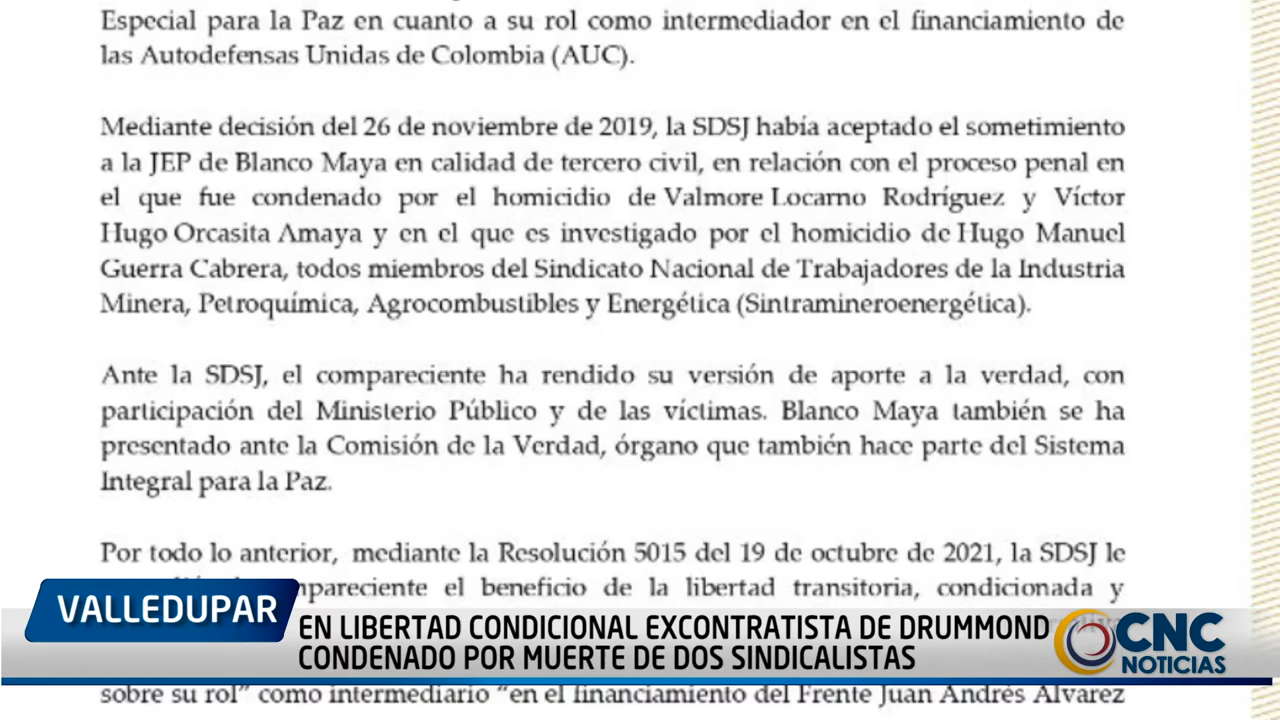 Especial para la Paz en cuanto a su rol como intermediador en el financiamiento de
las Autodefensas Unidas de Colombia (AUC).
Mediante decisión del 26 de noviembre de 2019, la SDSJ había aceptado el sometimiento
a la JEP de Blanco Maya en calidad de tercero civil, en relación con el proceso penal en
el que fue condenado por el homicidio de Valmore Locarno Rodríguez y Víctor
Hugo Orcasita Amaya y en el que es investigado por el homicidio de Hugo Manuel
Guerra Cabrera, todos miembros del Sindicato Nacional de Trabajadores de la Industria
Minera, Petroquímica, Agrocombustibles y Energética (Sintramineroenergética).
Ante la SDSJ, el compareciente ha rendido su versión de aporte a la verdad, con
participación del Ministerio Público y de las víctimas. Blanco Maya también se ha
presentado ante la Comisión de la Verdad, órgano que también hace parte del Sistema
Integral para la Paz.
Por todo lo anterior, mediante la Resolución 5015 del 19 de octubre de 2021, la SDSJ le
el beneficio de la libertad transitoria, condicionada y
VALLEDUPAR
EN LIBERTAD CONDICIONAL EXCONTRATISTA DE DRUMMOND
CONDENADO POR MUERTE DE DOS SINDICALISTAS
CNC
NOTICIAS
sobre su rol" como intermediario "en el financiamiento del Frente Juan Andrés Alvarez